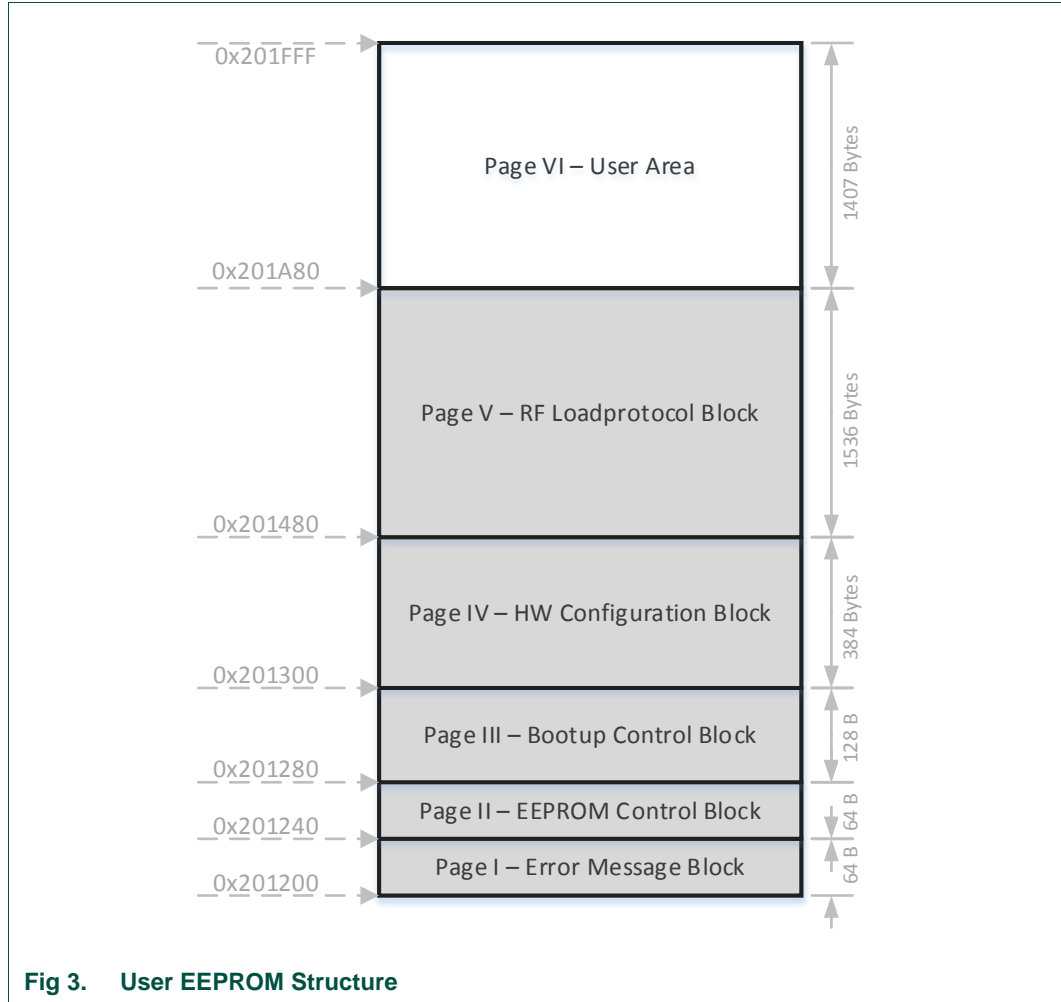 0x201FFF
Page VI – User Area
1407 Bytes
0x201A80
Page V – RF Loadprotocol Block
1536 Bytes
0x201480
Page IV – HW Configuration Block
384 Bytes
0x201300
Page III – Bootup Control Block
128 B
0x201280
Page II – EEPROM Control Block
64 B
0x201240
Page I – Error Message Block
64 B
0x201200
Fig 3. User EEPROM Structure